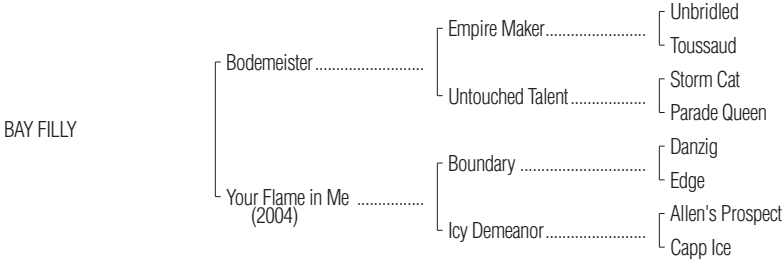 BAY FILLY
Bodemeister..........................
Your Flame in Me ................
(2004)
Empire Maker........................
Untouched Talent..................
Boundary ..............................
Icy Demeanor........................
Unbridled
Toussaud
Storm Cat
Parade Queen
Danzig
Edge
Allen's Prospect
Capp Ice